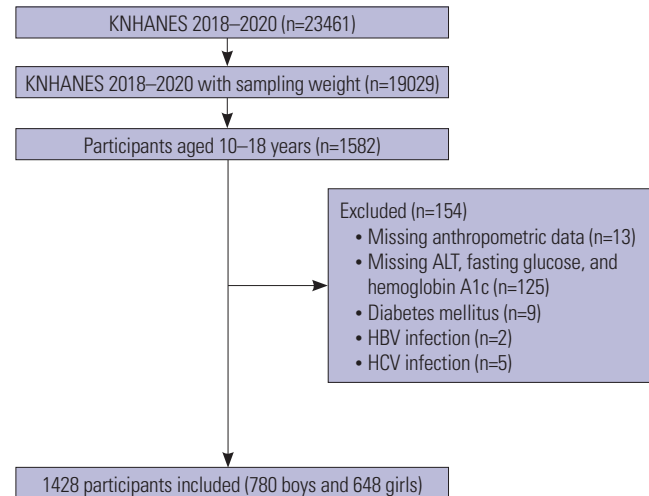 KNHANES 2018–2020 (n=23461)
KNHANES 2018–2020 with sampling weight (n=19029)
Participants aged 10–18 years (n=1582)
Excluded (n=154)
• Missing anthropometric data (n=13)
• Missing ALT, fasting glucose, and
hemoglobin A1c (n=125)
• Diabetes mellitus (n=9)
• HBV infection (n=2)
• HCV infection (n=5)
1428 participants included (780 boys and 648 girls)